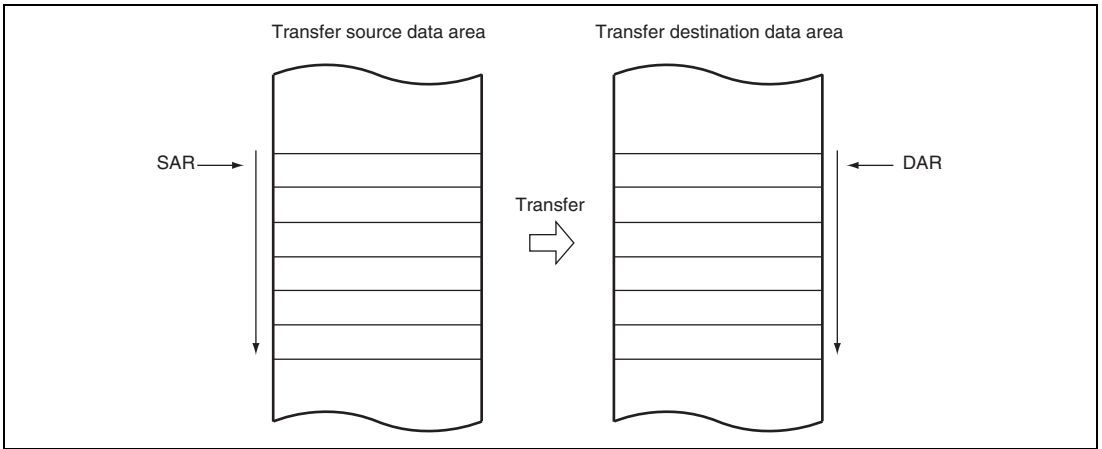 Transfer source data area
Transfer destination data area
SAR
Transfer
DAR